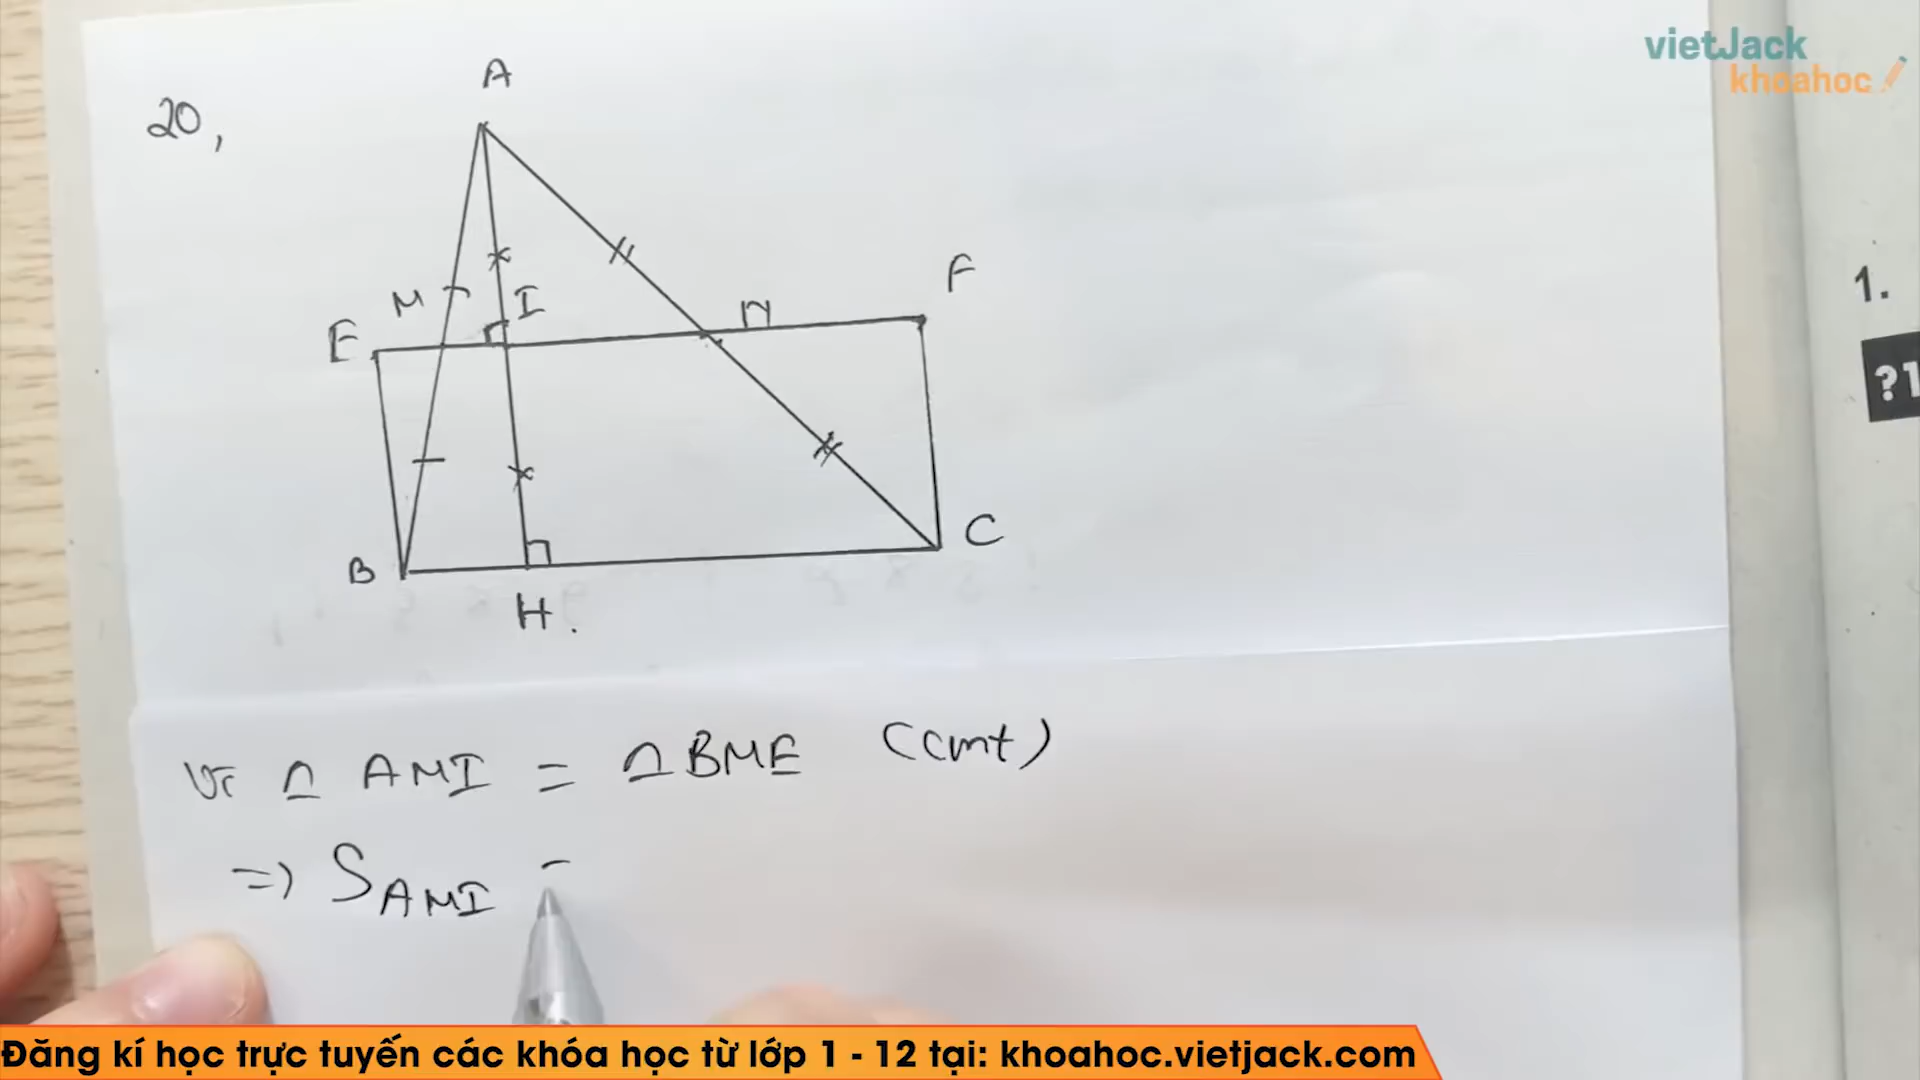 vietJack
khoahoc
20,
A
M
I
E
N
F
B
C
H.
1.
?1
Vì △ AMI = △ BME (cmt)
=> S_AMI =
Đăng kí học trực tuyến các khóa học từ lớp 1 - 12 tại: khoahoc.vietjack.com